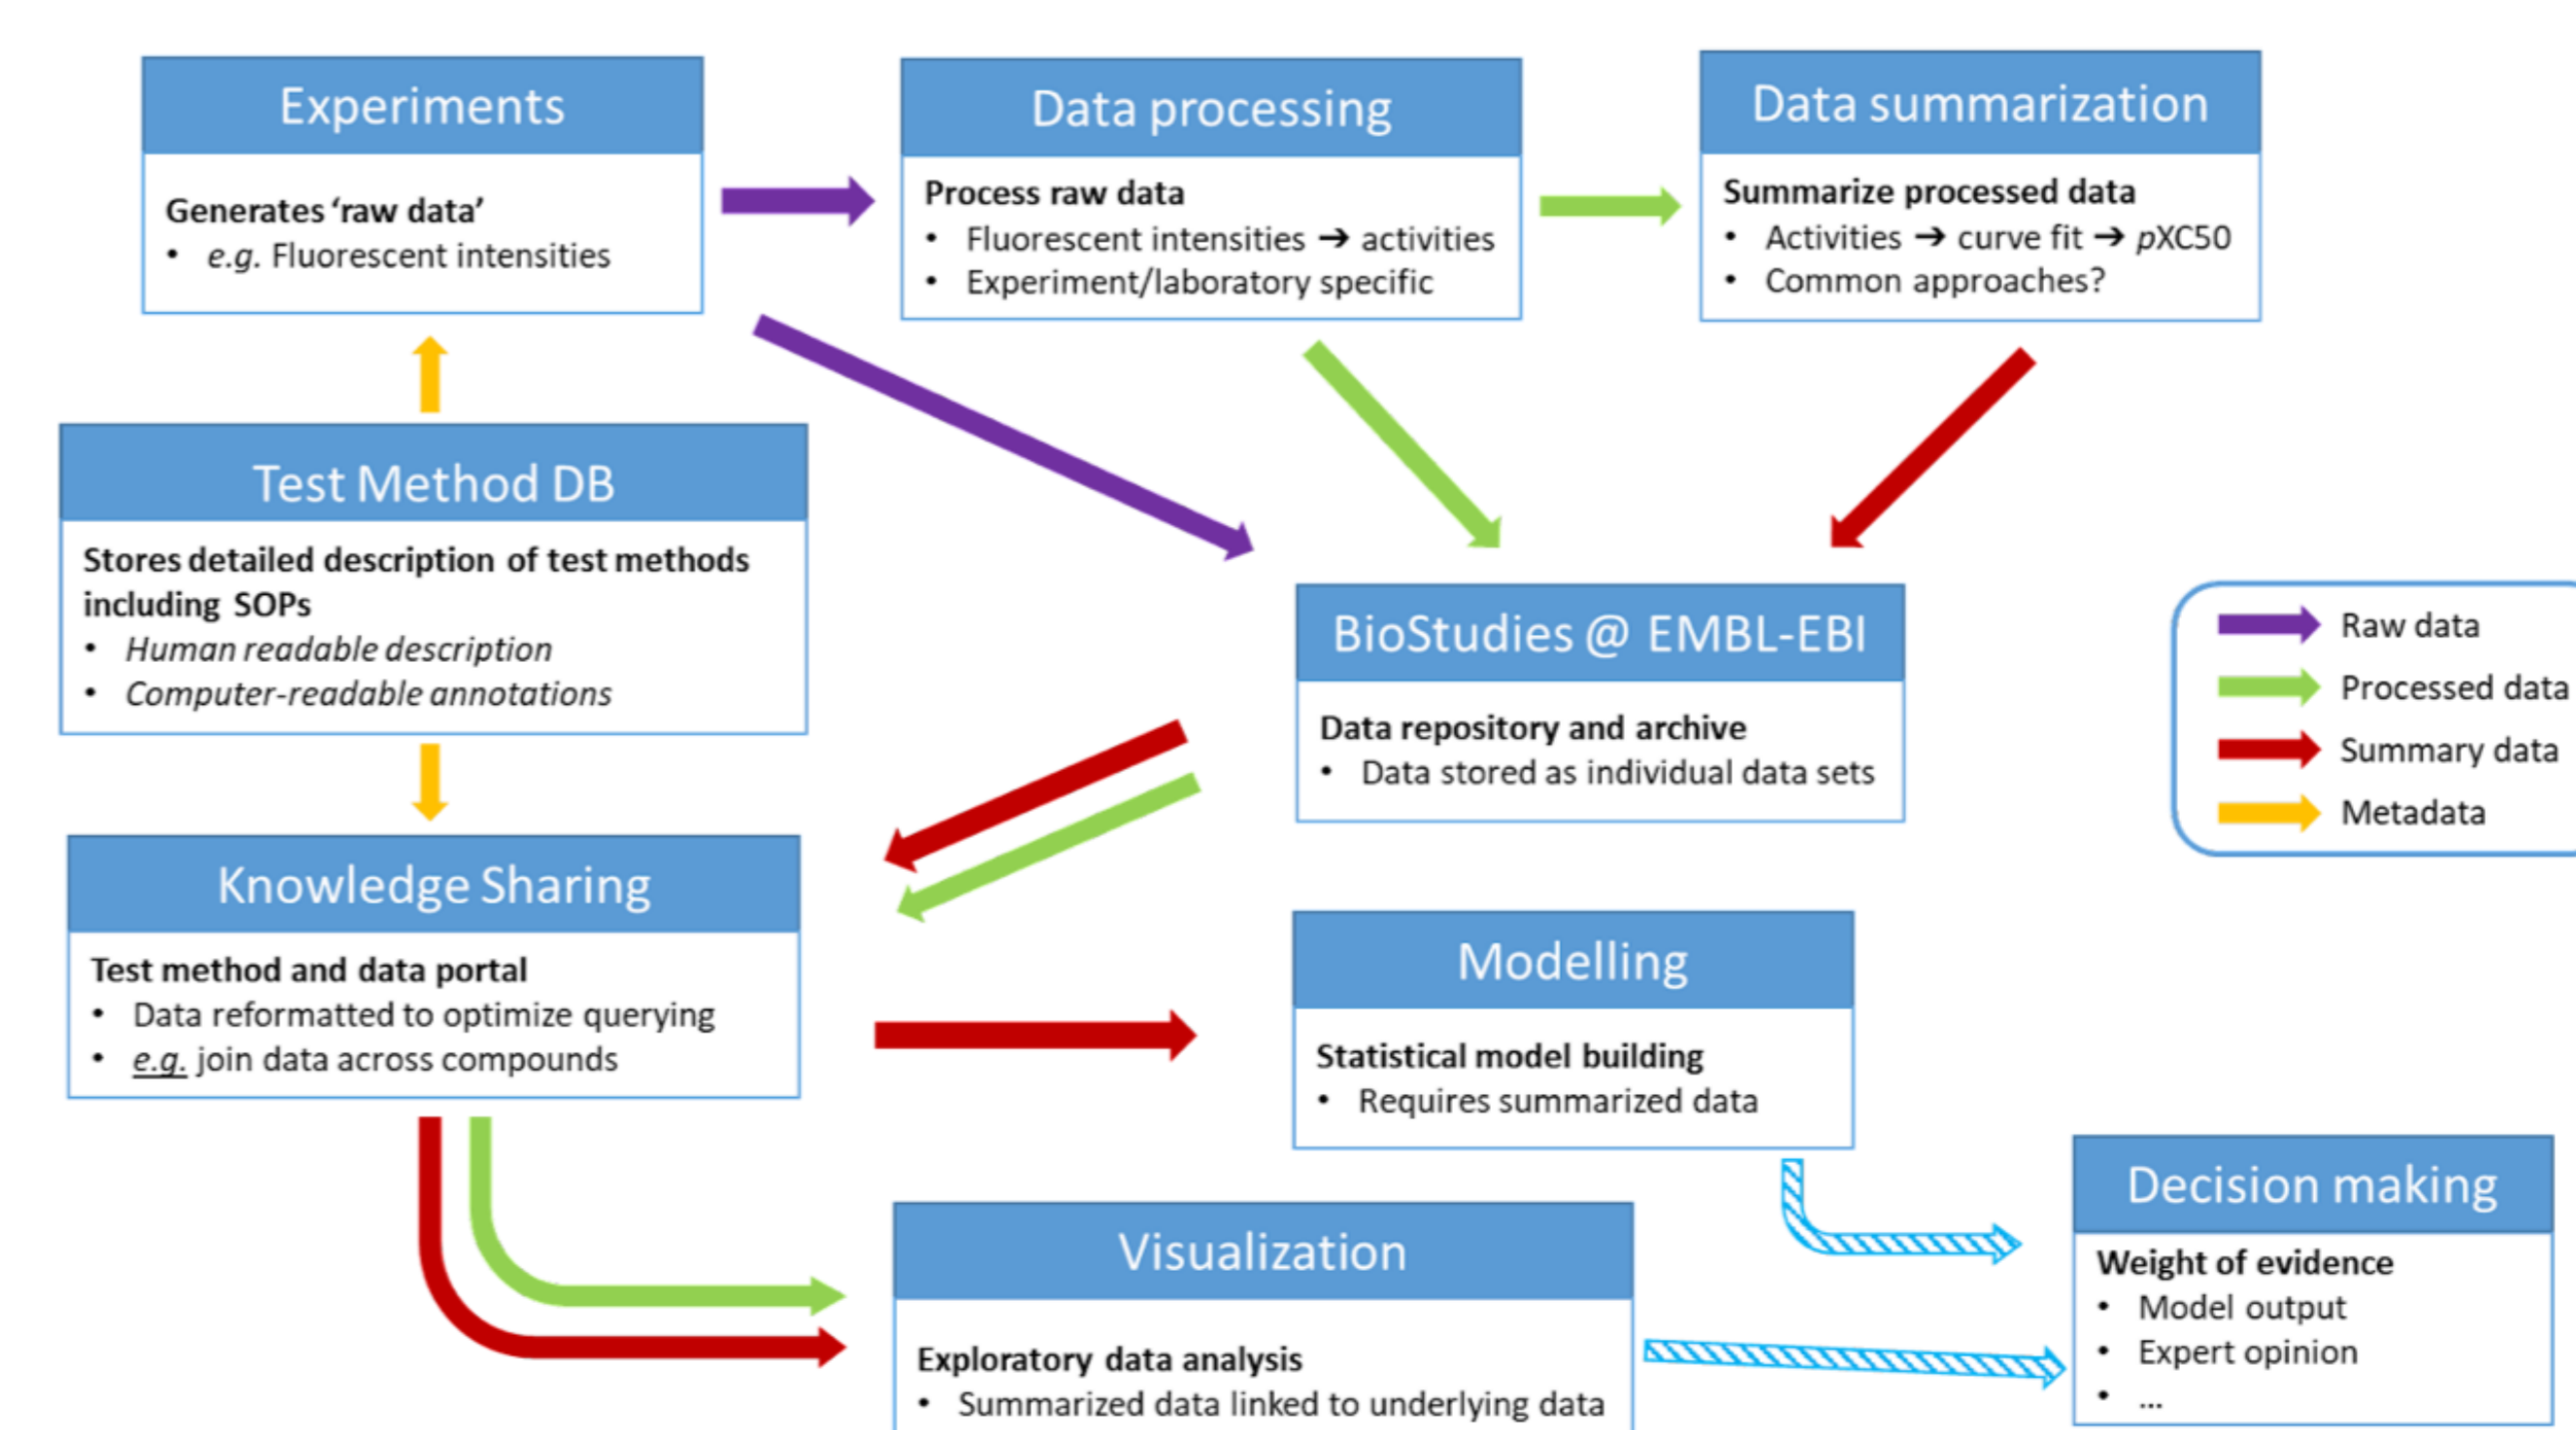 Experiments
Generates ‘raw data’
• e.g. Fluorescent intensities
Data processing
Process raw data
• Fluorescent intensities ➔ activities
• Experiment/laboratory specific
Data summarization
Summarize processed data
• Activities ➔ curve fit ➔ pXC50
• Common approaches?
Test Method DB
Stores detailed description of test methods
including SOPs
• Human readable description
• Computer-readable annotations
BioStudies @ EMBL-EBI
Data repository and archive
• Data stored as individual data sets
Raw data
Processed data
Summary data
Metadata
Knowledge Sharing
Test method and data portal
• Data reformatted to optimize querying
• e.g. join data across compounds
Modelling
Statistical model building
• Requires summarized data
Visualization
Exploratory data analysis
• Summarized data linked to underlying data
Decision making
Weight of evidence
• Model output
• Expert opinion
• ...